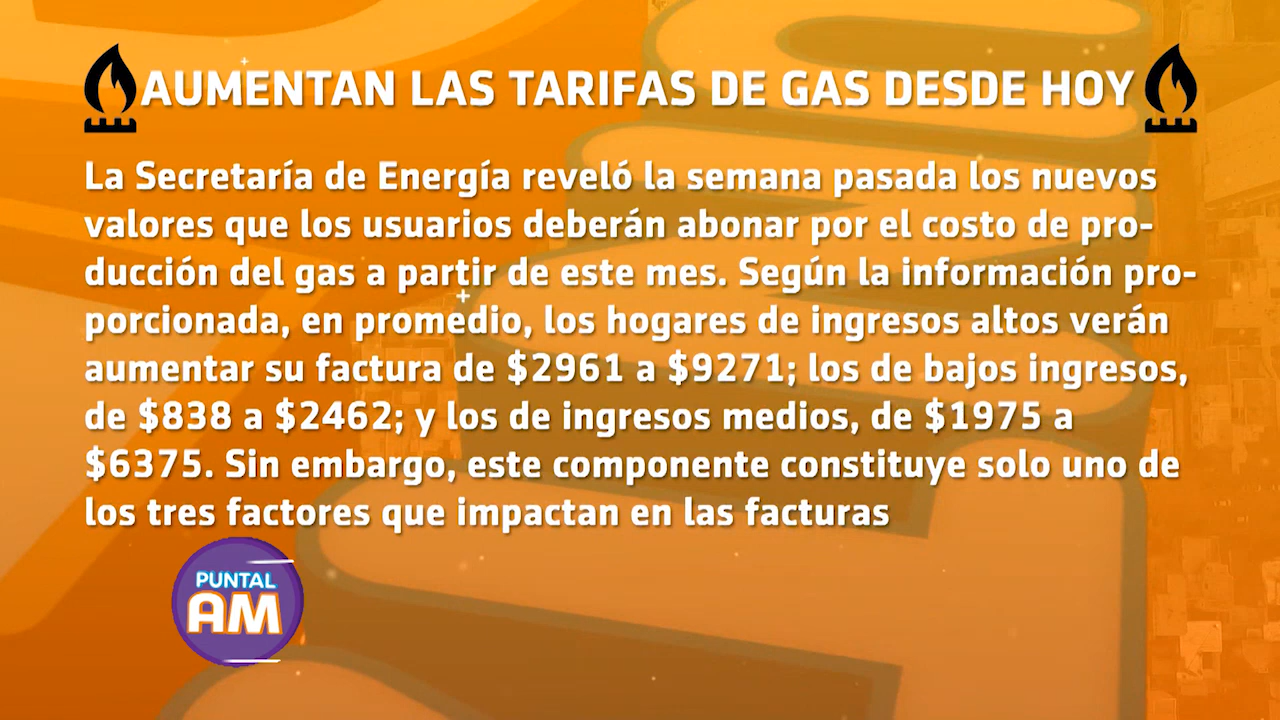 AUMENTAN LAS TARIFAS DE GAS DESDE HOY
La Secretaría de Energía reveló la semana pasada los nuevos
valores que los usuarios deberán abonar por el costo de pro-
ducción del gas a partir de este mes. Según la información pro-
porcionada, en promedio, los hogares de ingresos altos verán
aumentar su factura de $2961 a $9271; los de bajos ingresos,
de $838 a $2462; y los de ingresos medios, de $1975 a
$6375. Sin embargo, este componente constituye solo uno de
los tres factores que impactan en las facturas
PUNTAL
AM